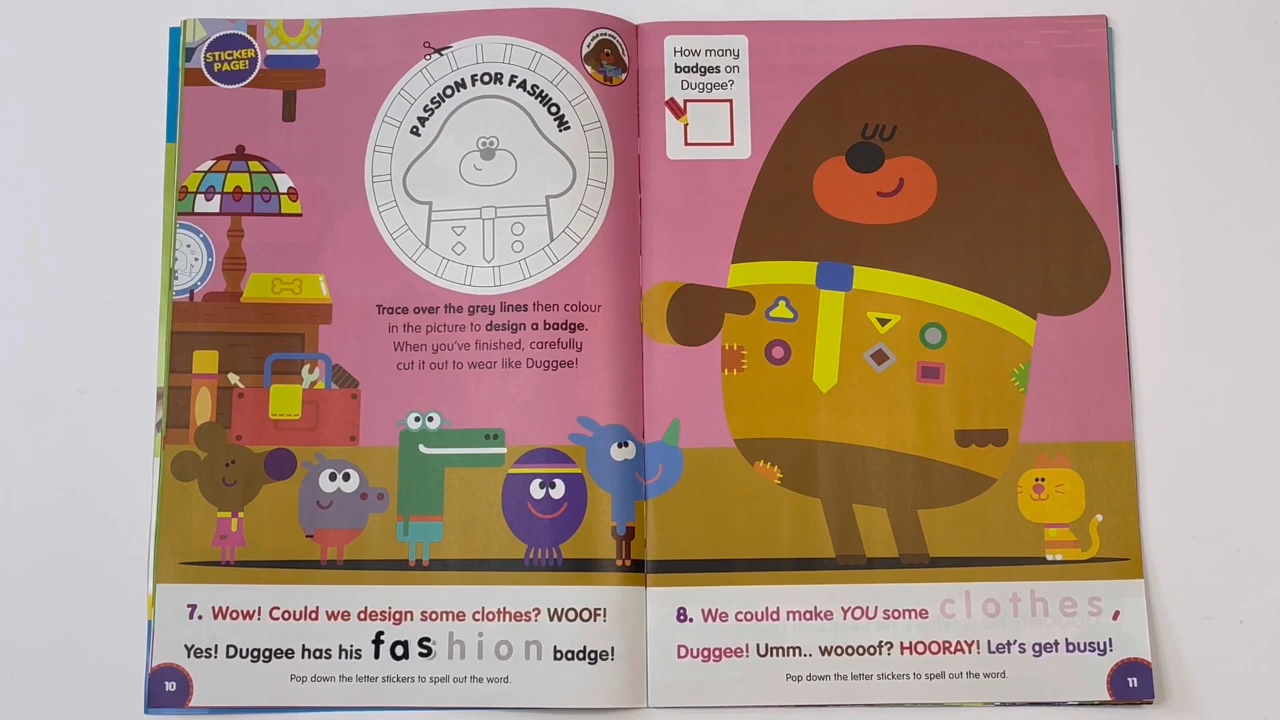 STICKER
PAGE!
PASSION FOR FASHION!
Trace over the grey lines then colour
in the picture to design a badge.
When you've finished, carefully
cut it out to wear like Duggee!
7. Wow! Could we design some clothes? WOOF!
Yes! Duggee has his fashion badge!
Pop down the letter stickers to spell out the word.
10
How many
badges on
Duggee?
8. We could make YOU some clothes,
Duggee! Umm.. woooof? HOORAY! Let's get busy!
Pop down the letter stickers to spell out the word.
11